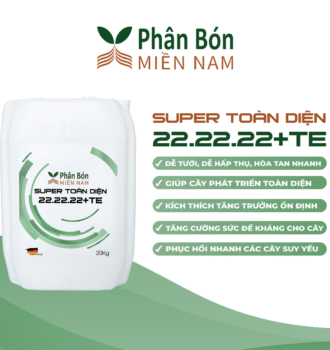 Phân Bón
MIỀN NAM
SUPER TOÀN DIỆN
22.22.22+TE
DỄ TƯỚI, DỄ HẤP THỤ, HÒA TAN NHANH
GIÚP CÂY PHÁT TRIỂN TOÀN DIỆN
KÍCH THÍCH TĂNG TRƯỞNG ỔN ĐỊNH
TĂNG CƯỜNG SỨC ĐỀ KHÁNG CHO CÂY
PHỤC HỒI NHANH CÁC CÂY SUY YẾU
Phân Bón
MIỀN NAM
SUPER TOÀN DIỆN
22.22.22+TE
20Kg